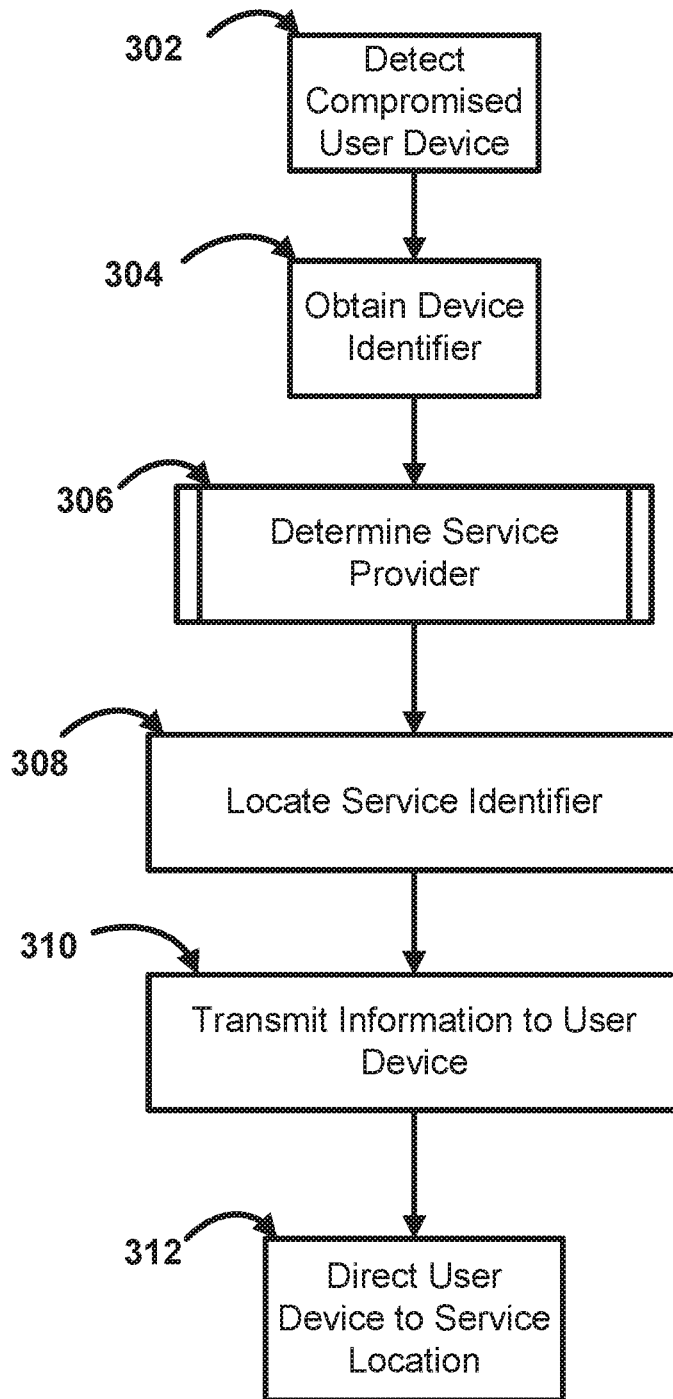 302
Detect
Compromised
User Device
304
Obtain Device
Identifier
306
Determine Service
Provider
308
Locate Service Identifier
310
Transmit Information to User
Device
312
Direct User
Device to Service
Location